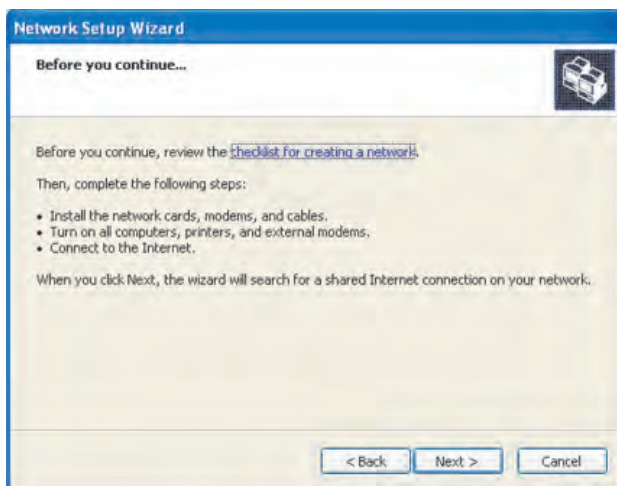 Network Setup Wizard
Before you continue...
Before you continue, review the checklist for creating a network.
Then, complete the following steps:
• Install the network cards, modems, and cables.
• Turn on all computers, printers, and external modems.
• Connect to the Internet.
When you click Next, the wizard will search for a shared Internet connection on your network.
< Back Next > Cancel